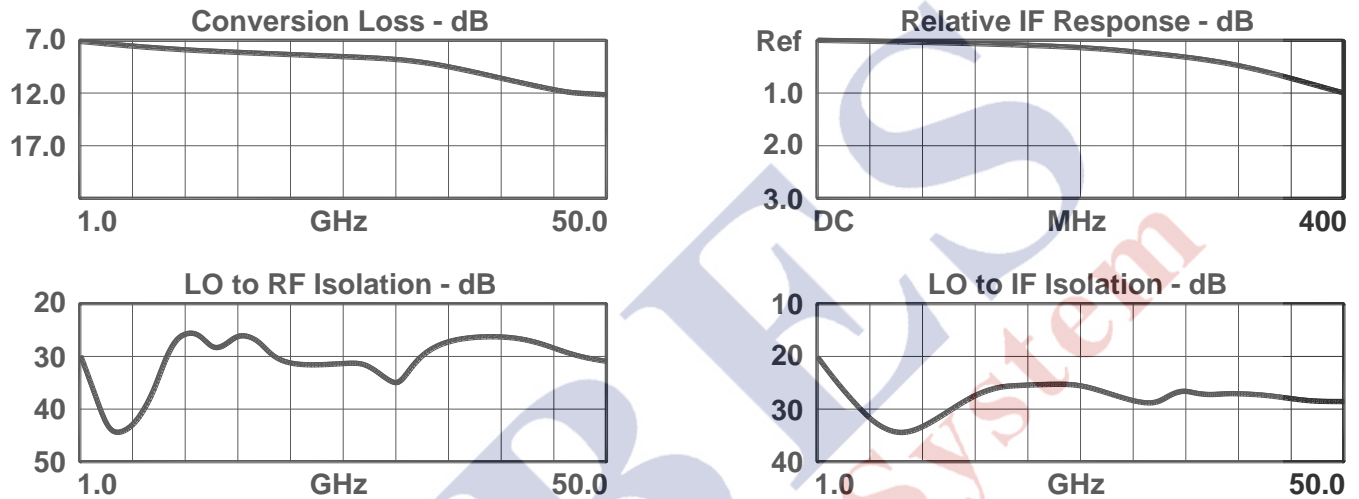 Conversion Loss - dB
7.0
12.0
17.0
1.0 GHz 50.0
Relative IF Response - dB
Ref
1.0
2.0
3.0
DC MHz 400
LO to RF Isolation - dB
20
30
40
50
1.0 GHz 50.0
LO to IF Isolation - dB
10
20
30
40
1.0 GHz 50.0
BES
System